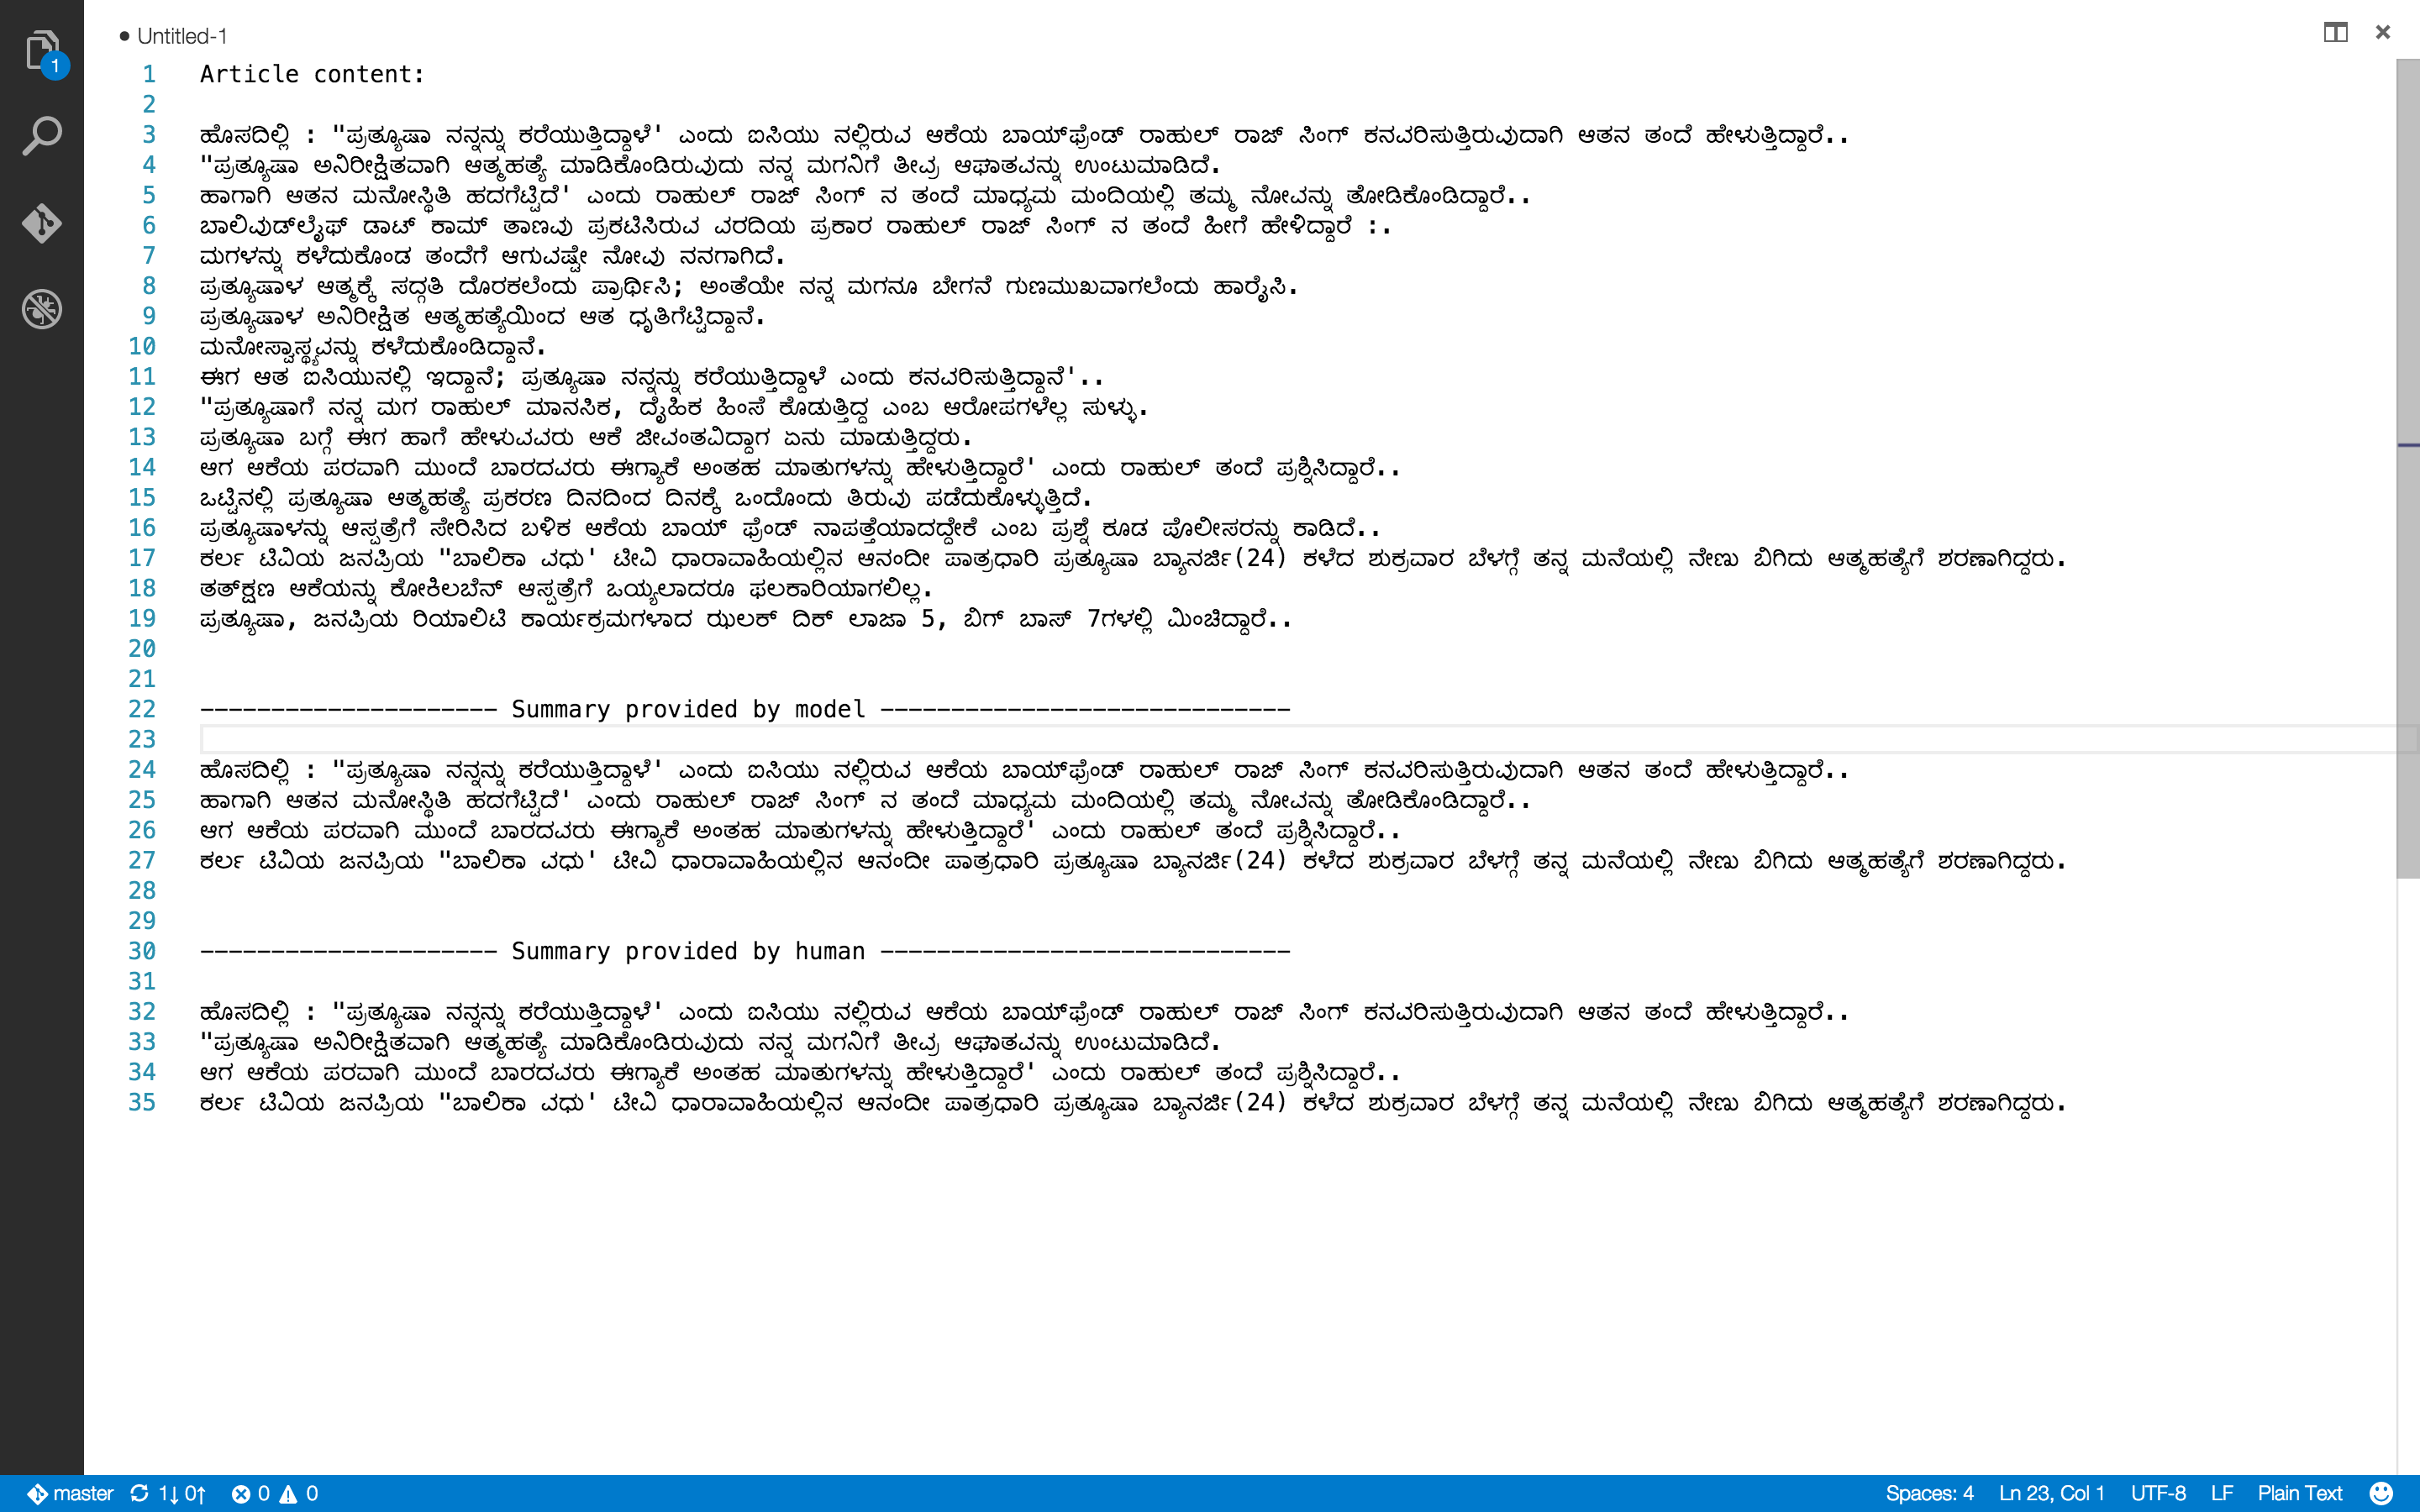 ● Untitled-1
1 Article content:
2
3 ಹೊಸದಿಲ್ಲಿ : "ಪ್ರತ್ಯೂಷಾ ನನ್ನನ್ನು ಕರೆಯುತ್ತಿದ್ದಾಳೆ' ಎಂದು ಐಸಿಯು ನಲ್ಲಿರುವ ಆಕೆಯ ಬಾಯ್‌ಫ್ರೆಂಡ್‌ ರಾಹುಲ್‌ ರಾಜ್‌ ಸಿಂಗ್‌ ಕನವರಿಸುತ್ತಿರುವುದಾಗಿ ಆತನ ತಂದೆ ಹೇಳುತ್ತಿದ್ದಾರೆ..
4 "ಪ್ರತ್ಯೂಷಾ ಅನಿರೀಕ್ಷಿತವಾಗಿ ಆತ್ಮಹತ್ಯೆ ಮಾಡಿಕೊಂಡಿರುವುದು ನನ್ನ ಮಗನಿಗೆ ತೀವ್ರ ಆಘಾತವನ್ನು ಉಂಟುಮಾಡಿದೆ.
5 ಹಾಗಾಗಿ ಆತನ ಮನೋಸ್ಥಿತಿ ಹದಗೆಟ್ಟಿದೆ' ಎಂದು ರಾಹುಲ್‌ ರಾಜ್‌ ಸಿಂಗ್‌ ನ ತಂದೆ ಮಾಧ್ಯಮ ಮಂದಿಯಲ್ಲಿ ತಮ್ಮ ನೋವನ್ನು ತೋಡಿಕೊಂಡಿದ್ದಾರೆ..
6 ಬಾಲಿವುಡ್‌ಲೈಫ್ ಡಾಟ್‌ ಕಾಮ್‌ ತಾಣವು ಪ್ರಕಟಿಸಿರುವ ವರದಿಯ ಪ್ರಕಾರ ರಾಹುಲ್‌ ರಾಜ್‌ ಸಿಂಗ್‌ ನ ತಂದೆ ಹೀಗೆ ಹೇಳಿದ್ದಾರೆ :.
7 ಮಗಳನ್ನು ಕಳೆದುಕೊಂಡ ತಂದೆಗೆ ಆಗುವಷ್ಟೇ ನೋವು ನನಗಾಗಿದೆ.
8 ಪ್ರತ್ಯೂಷಾಳ ಆತ್ಮಕ್ಕೆ ಸದ್ಗತಿ ದೊರಕಲೆಂದು ಪ್ರಾರ್ಥಿಸಿ; ಅಂತೆಯೇ ನನ್ನ ಮಗನೂ ಬೇಗನೆ ಗುಣಮುಖವಾಗಲೆಂದು ಹಾರೈಸಿ.
9 ಪ್ರತ್ಯೂಷಾಳ ಅನಿರೀಕ್ಷಿತ ಆತ್ಮಹತ್ಯೆಯಿಂದ ಆತ ಧೃತಿಗೆಟ್ಟಿದ್ದಾನೆ.
10 ಮನೋಸ್ವಾಸ್ಥ್ಯವನ್ನು ಕಳೆದುಕೊಂಡಿದ್ದಾನೆ.
11 ಈಗ ಆತ ಐಸಿಯುನಲ್ಲಿ ಇದ್ದಾನೆ; ಪ್ರತ್ಯೂಷಾ ನನ್ನನ್ನು ಕರೆಯುತ್ತಿದ್ದಾಳೆ ಎಂದು ಕನವರಿಸುತ್ತಿದ್ದಾನೆ'..
12 "ಪ್ರತ್ಯೂಷಾಗೆ ನನ್ನ ಮಗ ರಾಹುಲ್‌ ಮಾನಸಿಕ, ದೈಹಿಕ ಹಿಂಸೆ ಕೊಡುತ್ತಿದ್ದ ಎಂಬ ಆರೋಪಗಳೆಲ್ಲ ಸುಳ್ಳು.
13 ಪ್ರತ್ಯೂಷಾ ಬಗ್ಗೆ ಈಗ ಹಾಗೆ ಹೇಳುವವರು ಆಕೆ ಜೀವಂತವಿದ್ದಾಗ ಏನು ಮಾಡುತ್ತಿದ್ದರು.
14 ಆಗ ಆಕೆಯ ಪರವಾಗಿ ಮುಂದೆ ಬಾರದವರು ಈಗ್ಯಾಕೆ ಅಂತಹ ಮಾತುಗಳನ್ನು ಹೇಳುತ್ತಿದ್ದಾರೆ' ಎಂದು ರಾಹುಲ್‌ ತಂದೆ ಪ್ರಶ್ನಿಸಿದ್ದಾರೆ..
15 ಒಟ್ಟಿನಲ್ಲಿ ಪ್ರತ್ಯೂಷಾ ಆತ್ಮಹತ್ಯೆ ಪ್ರಕರಣ ದಿನದಿಂದ ದಿನಕ್ಕೆ ಒಂದೊಂದು ತಿರುವು ಪಡೆದುಕೊಳ್ಳುತ್ತಿದೆ.
16 ಪ್ರತ್ಯೂಷಾಳನ್ನು ಆಸ್ಪತ್ರೆಗೆ ಸೇರಿಸಿದ ಬಳಿಕ ಆಕೆಯ ಬಾಯ್‌ ಫ್ರೆಂಡ್‌ ನಾಪತ್ತೆಯಾದದ್ದೇಕೆ ಎಂಬ ಪ್ರಶ್ನೆ ಕೂಡ ಪೊಲೀಸರನ್ನು ಕಾಡಿದೆ..
17 ಕರ್ಲ ಟಿವಿಯ ಜನಪ್ರಿಯ "ಬಾಲಿಕಾ ವಧು' ಟೀವಿ ಧಾರಾವಾಹಿಯಲ್ಲಿನ ಆನಂದೀ ಪಾತ್ರಧಾರಿ ಪ್ರತ್ಯೂಷಾ ಬ್ಯಾನರ್ಜಿ(24) ಕಳೆದ ಶುಕ್ರವಾರ ಬೆಳಗ್ಗೆ ತನ್ನ ಮನೆಯಲ್ಲಿ ನೇಣು ಬಿಗಿದು ಆತ್ಮಹತ್ಯೆಗೆ ಶರಣಾಗಿದ್ದರು.
18 ತತ್‌ಕ್ಷಣ ಆಕೆಯನ್ನು ಕೋಕಿಲಬೆನ್‌ ಆಸ್ಪತ್ರೆಗೆ ಒಯ್ಯಲಾದರೂ ಫಲಕಾರಿಯಾಗಲಿಲ್ಲ.
19 ಪ್ರತ್ಯೂಷಾ, ಜನಪ್ರಿಯ ರಿಯಾಲಿಟಿ ಕಾರ್ಯಕ್ರಮಗಳಾದ ಝಲಕ್‌ ದಿಕ್‌ ಲಾಜಾ 5, ಬಿಗ್‌ ಬಾಸ್‌ 7ಗಳಲ್ಲಿ ಮಿಂಚಿದ್ದಾರೆ..
20
21
22 --------------------- Summary provided by model -----------------------------
23
24 ಹೊಸದಿಲ್ಲಿ : "ಪ್ರತ್ಯೂಷಾ ನನ್ನನ್ನು ಕರೆಯುತ್ತಿದ್ದಾಳೆ' ಎಂದು ಐಸಿಯು ನಲ್ಲಿರುವ ಆಕೆಯ ಬಾಯ್‌ಫ್ರೆಂಡ್‌ ರಾಹುಲ್‌ ರಾಜ್‌ ಸಿಂಗ್‌ ಕನವರಿಸುತ್ತಿರುವುದಾಗಿ ಆತನ ತಂದೆ ಹೇಳುತ್ತಿದ್ದಾರೆ..
25 ಹಾಗಾಗಿ ಆತನ ಮನೋಸ್ಥಿತಿ ಹದಗೆಟ್ಟಿದೆ' ಎಂದು ರಾಹುಲ್‌ ರಾಜ್‌ ಸಿಂಗ್‌ ನ ತಂದೆ ಮಾಧ್ಯಮ ಮಂದಿಯಲ್ಲಿ ತಮ್ಮ ನೋವನ್ನು ತೋಡಿಕೊಂಡಿದ್ದಾರೆ..
26 ಆಗ ಆಕೆಯ ಪರವಾಗಿ ಮುಂದೆ ಬಾರದವರು ಈಗ್ಯಾಕೆ ಅಂತಹ ಮಾತುಗಳನ್ನು ಹೇಳುತ್ತಿದ್ದಾರೆ' ಎಂದು ರಾಹುಲ್‌ ತಂದೆ ಪ್ರಶ್ನಿಸಿದ್ದಾರೆ..
27 ಕರ್ಲ ಟಿವಿಯ ಜನಪ್ರಿಯ "ಬಾಲಿಕಾ ವಧು' ಟೀವಿ ಧಾರಾವಾಹಿಯಲ್ಲಿನ ಆನಂದೀ ಪಾತ್ರಧಾರಿ ಪ್ರತ್ಯೂಷಾ ಬ್ಯಾನರ್ಜಿ(24) ಕಳೆದ ಶುಕ್ರವಾರ ಬೆಳಗ್ಗೆ ತನ್ನ ಮನೆಯಲ್ಲಿ ನೇಣು ಬಿಗಿದು ಆತ್ಮಹತ್ಯೆಗೆ ಶರಣಾಗಿದ್ದರು.
28
29
30 --------------------- Summary provided by human -----------------------------
31
32 ಹೊಸದಿಲ್ಲಿ : "ಪ್ರತ್ಯೂಷಾ ನನ್ನನ್ನು ಕರೆಯುತ್ತಿದ್ದಾಳೆ' ಎಂದು ಐಸಿಯು ನಲ್ಲಿರುವ ಆಕೆಯ ಬಾಯ್‌ಫ್ರೆಂಡ್‌ ರಾಹುಲ್‌ ರಾಜ್‌ ಸಿಂಗ್‌ ಕನವರಿಸುತ್ತಿರುವುದಾಗಿ ಆತನ ತಂದೆ ಹೇಳುತ್ತಿದ್ದಾರೆ..
33 "ಪ್ರತ್ಯೂಷಾ ಅನಿರೀಕ್ಷಿತವಾಗಿ ಆತ್ಮಹತ್ಯೆ ಮಾಡಿಕೊಂಡಿರುವುದು ನನ್ನ ಮಗನಿಗೆ ತೀವ್ರ ಆಘಾತವನ್ನು ಉಂಟುಮಾಡಿದೆ.
34 ಆಗ ಆಕೆಯ ಪರವಾಗಿ ಮುಂದೆ ಬಾರದವರು ಈಗ್ಯಾಕೆ ಅಂತಹ ಮಾತುಗಳನ್ನು ಹೇಳುತ್ತಿದ್ದಾರೆ' ಎಂದು ರಾಹುಲ್‌ ತಂದೆ ಪ್ರಶ್ನಿಸಿದ್ದಾರೆ..
35 ಕರ್ಲ ಟಿವಿಯ ಜನಪ್ರಿಯ "ಬಾಲಿಕಾ ವಧು' ಟೀವಿ ಧಾರಾವಾಹಿಯಲ್ಲಿನ ಆನಂದೀ ಪಾತ್ರಧಾರಿ ಪ್ರತ್ಯೂಷಾ ಬ್ಯಾನರ್ಜಿ(24) ಕಳೆದ ಶುಕ್ರವಾರ ಬೆಳಗ್ಗೆ ತನ್ನ ಮನೆಯಲ್ಲಿ ನೇಣು ಬಿಗಿದು ಆತ್ಮಹತ್ಯೆಗೆ ಶರಣಾಗಿದ್ದರು.
1
master 1↓ 0↑ 0 0 Spaces: 4 Ln 23, Col 1 UTF-8 LF Plain Text